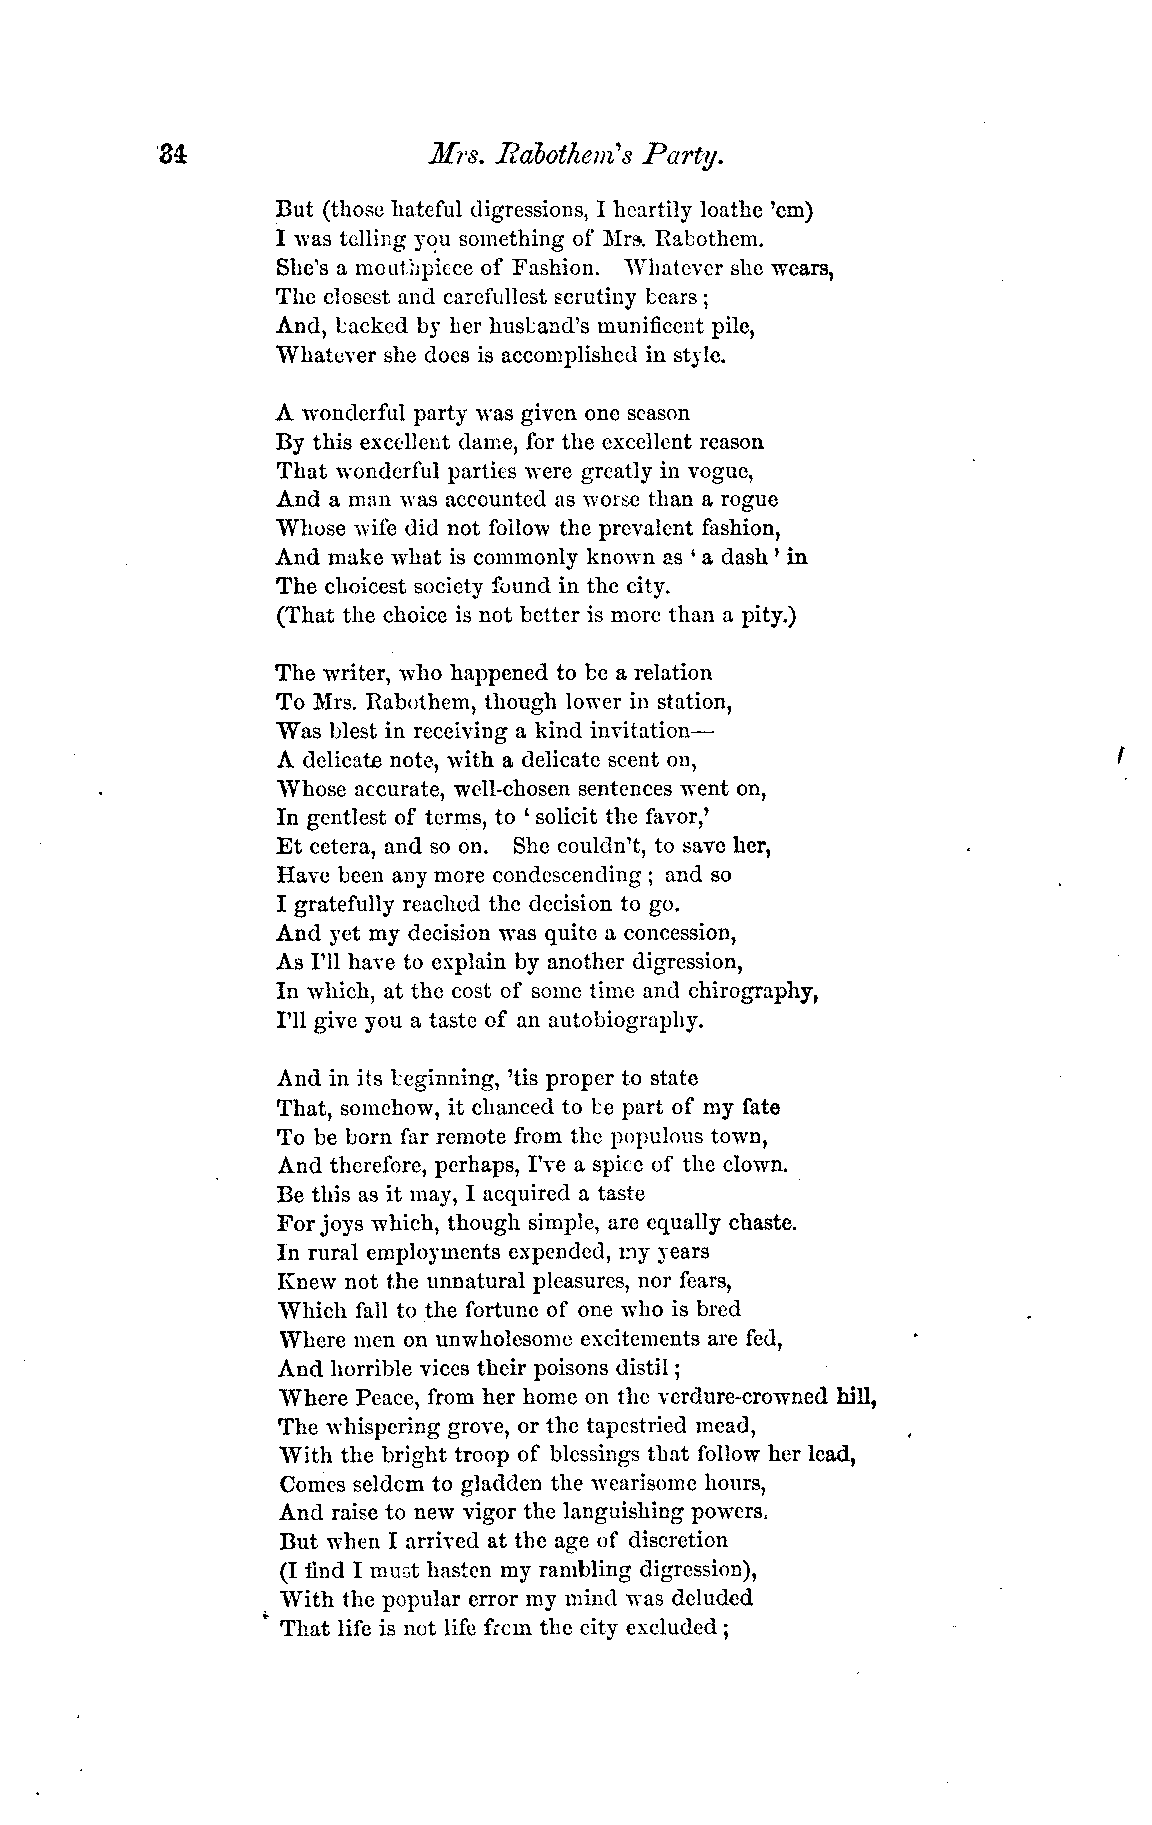 34 Mrs. Rabothem's Party.
But (those hateful digressions, I heartily loathe 'em)
I was telling you something of Mrs. Rabothem.
She's a mouthpiece of Fashion. Whatever she wears,
The closest and carefullest scrutiny bears;
And, backed by her husband's munificent pile,
Whatever she does is accomplished in style.
A wonderful party was given one season
By this excellent dame, for the excellent reason
That wonderful parties were greatly in vogue,
And a man was accounted as worse than a rogue
Whose wife did not follow the prevalent fashion,
And make what is commonly known as ‘a dash’ in
The choicest society found in the city.
(That the choice is not better is more than a pity.)
The writer, who happened to be a relation
To Mrs. Rabothem, though lower in station,
Was blest in receiving a kind invitation—
A delicate note, with a delicate scent on,
Whose accurate, well-chosen sentences went on,
In gentlest of terms, to ‘solicit the favor,’
Et cetera, and so on. She couldn't, to save her,
Have been any more condescending; and so
I gratefully reached the decision to go.
And yet my decision was quite a concession,
As I'll have to explain by another digression,
In which, at the cost of some time and chirography,
I'll give you a taste of an autobiography.
And in its beginning, 'tis proper to state
That, somehow, it chanced to be part of my fate
To be born far remote from the populous town,
And therefore, perhaps, I've a spice of the clown.
Be this as it may, I acquired a taste
For joys which, though simple, are equally chaste.
In rural employments expended, my years
Knew not the unnatural pleasures, nor fears,
Which fall to the fortune of one who is bred
Where men on unwholesome excitements are fed,
And horrible vices their poisons distil;
Where Peace, from her home on the verdure-crowned hill,
The whispering grove, or the tapestried mead,
With the bright troop of blessings that follow her lead,
Comes seldom to gladden the wearisome hours,
And raise to new vigor the languishing powers.
But when I arrived at the age of discretion
(I find I must hasten my rambling digression),
With the popular error my mind was deluded
That life is not life from the city excluded;